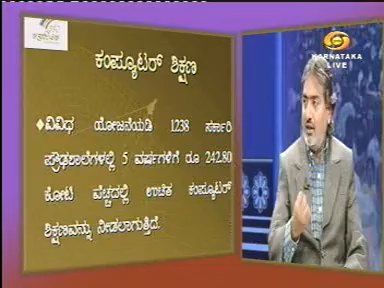 ಕಂಪ್ಯೂಟರ್ ಶಿಕ್ಷಣ
KARNATAKA
LIVE
◆ವಿವಿಧ ಯೋಜನೆಯಡಿ 1238 ಸರ್ಕಾರಿ
ಪ್ರೌಢಶಾಲೆಗಳಲ್ಲಿ 5 ವರ್ಷಗಳಿಗೆ ರೂ 242.80
ಕೋಟಿ ವೆಚ್ಚದಲ್ಲಿ ಉಚಿತ ಕಂಪ್ಯೂಟರ್
ಶಿಕ್ಷಣವನ್ನು ನೀಡಲಾಗುತ್ತಿದೆ.